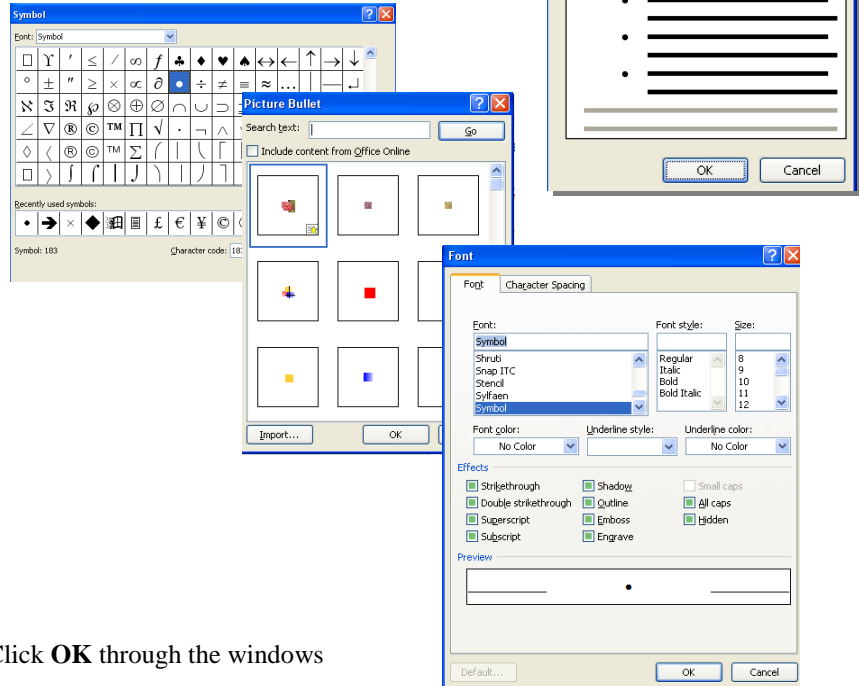 Symbol
Font: Symbol
□ ϒ ′ ≤ ⁄ ∞ ƒ ♣ ♦ ♥ ♠ ↔ ← ↑ → ↓
° ± ″ ≥ × ∝ ∂ • ÷ ≠ ≡ ≈ … | — ↵
ℵ ℑ ℜ ℘ ⊗ ⊕ ∅ ∩ ∪ ⊃
∠ ∇ ® © ™ ∏ √ ⋅ ¬ ∧
◊ 〈 ® © ™ ∑
□ 〉 ∫
Recently used symbols:
• ➔ × ◆ £ € ¥ ©
Symbol: 183
Character code:
Picture Bullet
Search text:
Go
Include content from Office Online
Import...
OK
OK
Cancel
Font
Font
Character Spacing
Font:
Font style:
Size:
Symbol
Shruti
Snap ITC
Stencil
Sylfaen
Symbol
Regular
Italic
Bold
Bold Italic
8
9
10
11
12
Font color:
Underline style:
Underline color:
No Color
No Color
Effects
Strikethrough
Shadow
Small caps
Double strikethrough
Outline
All caps
Superscript
Emboss
Hidden
Subscript
Engrave
Preview
•
Default...
OK
Cancel
Click OK through the windows